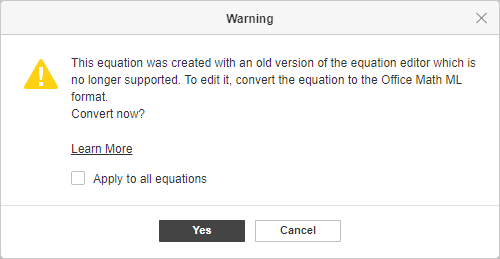 Warning
This equation was created with an old version of the equation editor which is
no longer supported. To edit it, convert the equation to the Office Math ML
format.
Convert now?
Learn More
Apply to all equations
Yes
Cancel